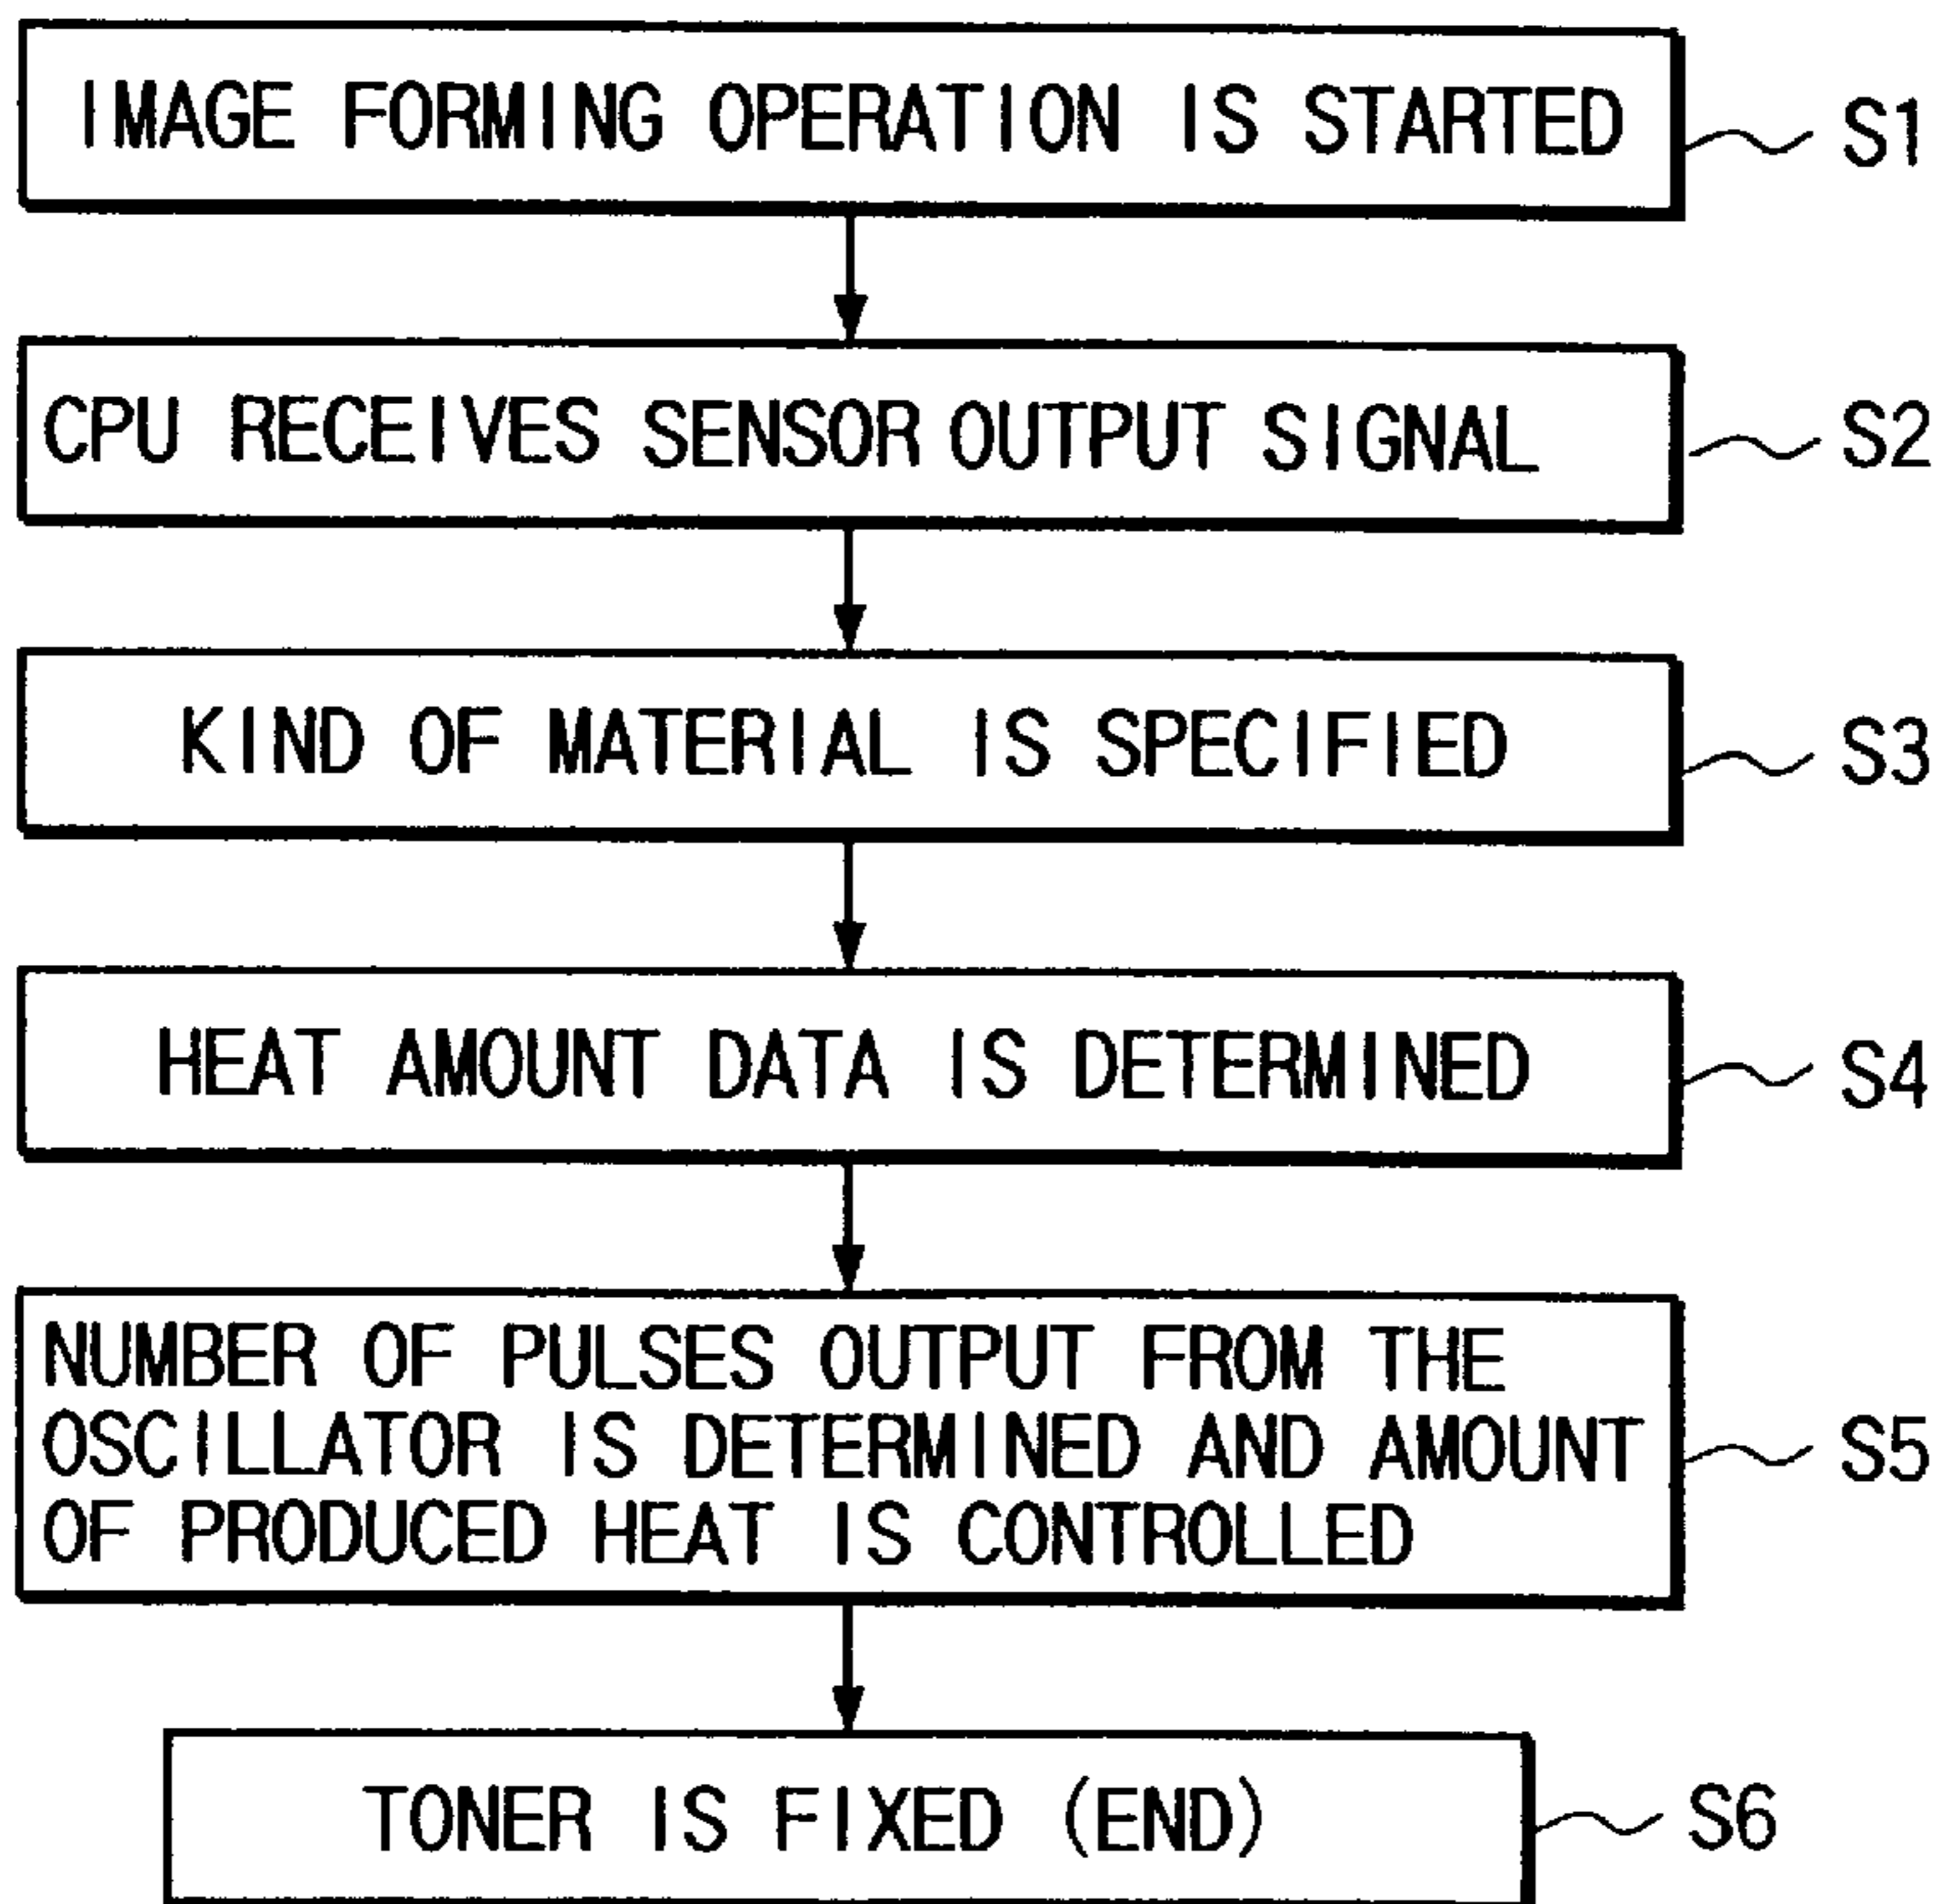 IMAGE FORMING OPERATION IS STARTED
S1
CPU RECEIVES SENSOR OUTPUT SIGNAL
S2
KIND OF MATERIAL IS SPECIFIED
S3
HEAT AMOUNT DATA IS DETERMINED
S4
NUMBER OF PULSES OUTPUT FROM THE
OSCILLATOR IS DETERMINED AND AMOUNT
OF PRODUCED HEAT IS CONTROLLED
S5
TONER IS FIXED (END)
S6